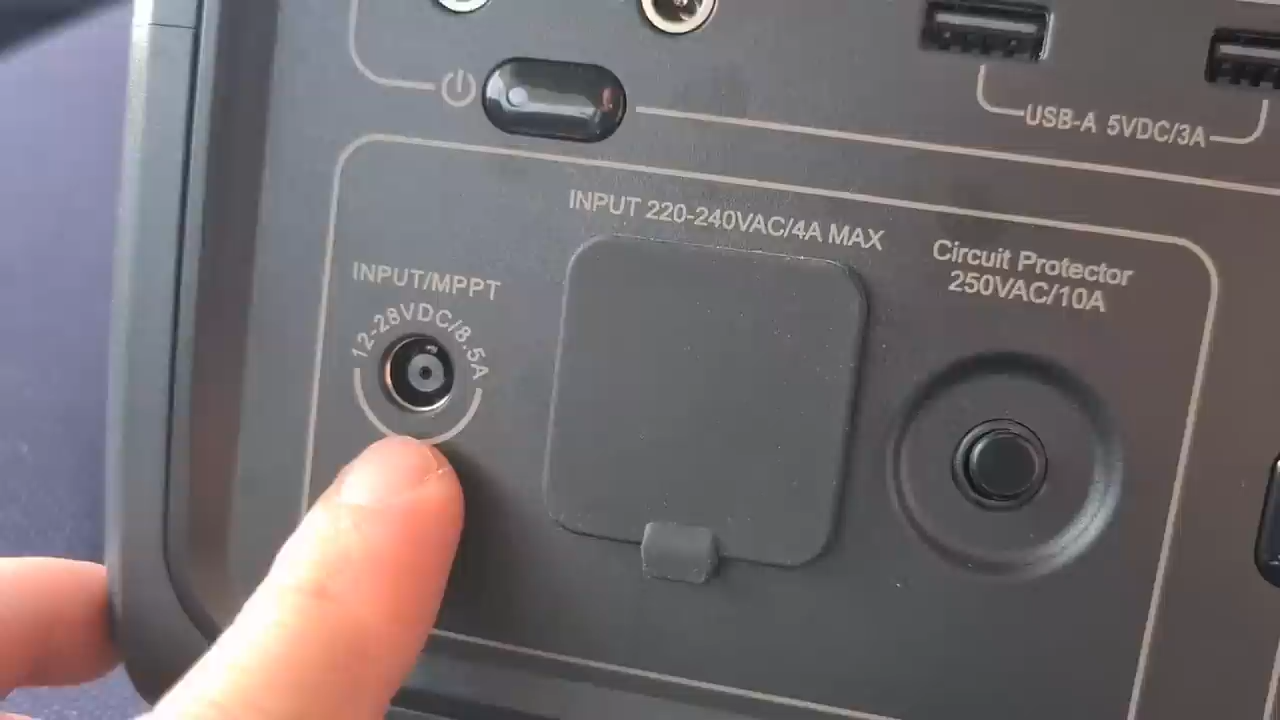 USB-A 5VDC/3A
INPUT 220-240VAC/4A MAX
Circuit Protector
250VAC/10A
INPUT/MPPT
12-28VDC/8.5A